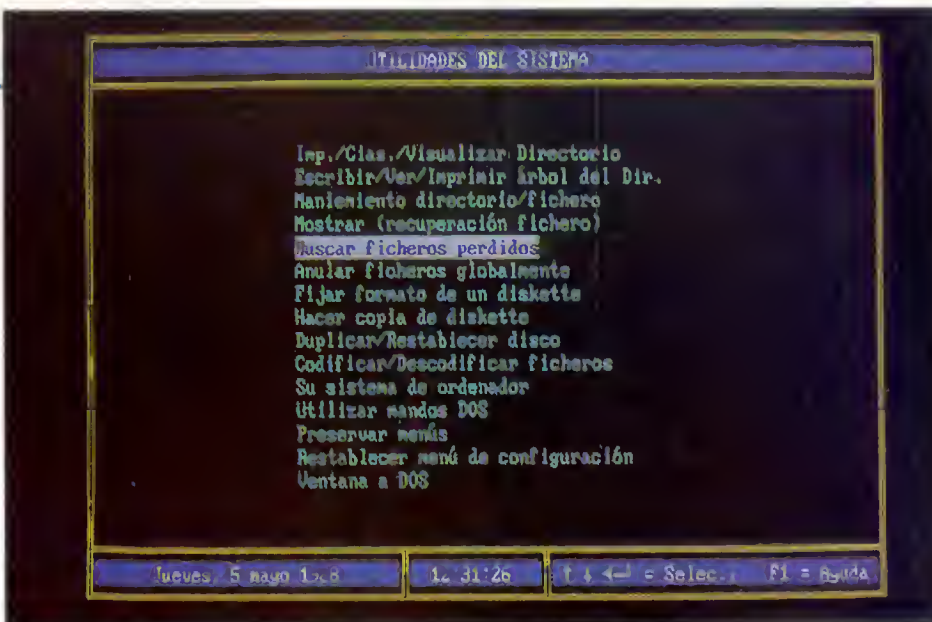 UTILIDADES DEL SISTEMA
Imp./Clas./Visualizar Directorio
Escribir/Ver/Imprimir árbol del Dir.
Manteniento directorio/fichero
Mostrar (recuperación fichero)
Buscar ficheros perdidos
Anular ficheros globalmente
Fijar formato de un diskette
Hacer copia de diskette
Duplicar/Restablecer disco
Codificar/Descodificar ficheros
Su sistema de ordenador
Utilizar mandos DOS
Preservar menús
Restablecer menú de configuración
Ventana a DOS
Jueves, 5 mayo
31:26
↑ ↓ ↵ = Selec., F1 = Ayuda